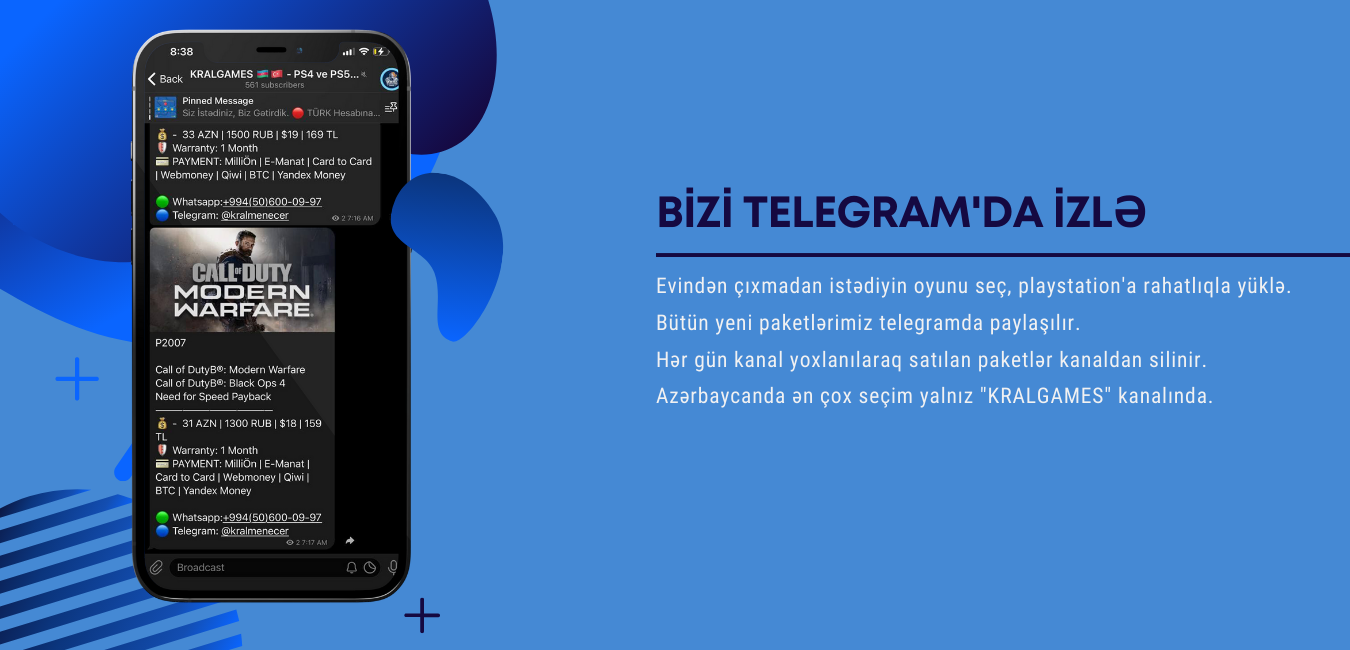 8:38
Back
KRALGAMES 🇦🇿 🇹🇷 - PS4 ve PS5...
561 subscribers
Pinned Message
Siz İstədiniz, Biz Gətirdik. 🔴 TÜRK Hesabına...
💰 - 33 AZN | 1500 RUB | $19 | 169 TL
Warranty: 1 Month
💳 PAYMENT: MilliÖn | E-Manat | Card to Card
| Webmoney | Qiwi | BTC | Yandex Money
🟢 Whatsapp:+994(50)600-09-97
🔵 Telegram: @kralmenecer
2 7:16 AM
CALL OF DUTY
MODERN
WARFARE
P2007
Call of DutyВ®: Modern Warfare
Call of DutyВ®: Black Ops 4
Need for Speed Payback
💰 - 31 AZN | 1300 RUB | $18 | 159
TL
Warranty: 1 Month
💳 PAYMENT: MilliÖn | E-Manat |
Card to Card | Webmoney | Qiwi |
BTC | Yandex Money
🟢 Whatsapp:+994(50)600-09-97
🔵 Telegram: @kralmenecer
2 7:17 AM
Broadcast
BİZİ TELEGRAM'DA İZLƏ
Evindən çıxmadan istədiyin oyunu seç, playstation'a rahatlıqla yüklə.
Bütün yeni paketlərimiz telegramda paylaşılır.
Hər gün kanal yoxlanılaraq satılan paketlər kanaldan silinir.
Azərbaycanda ən çox seçim yalnız "KRALGAMES" kanalında.